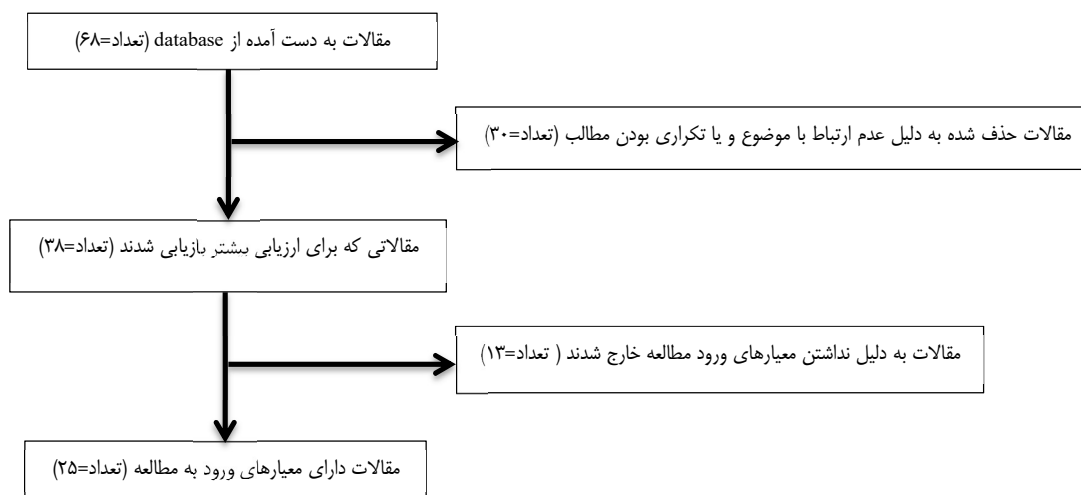 مقالات به دست آمده از database (تعداد=۶۸)
مقالات حذف شده به دلیل عدم ارتباط با موضوع و یا تکراری بودن مطالب (تعداد=۳۰)
مقالاتی که برای ارزیابی بیشتر بازیابی شدند (تعداد=۳۸)
مقالات به دلیل نداشتن معیارهای ورود مطالعه خارج شدند ( تعداد=۱۳)
مقالات دارای معیارهای ورود به مطالعه (تعداد=۲۵)